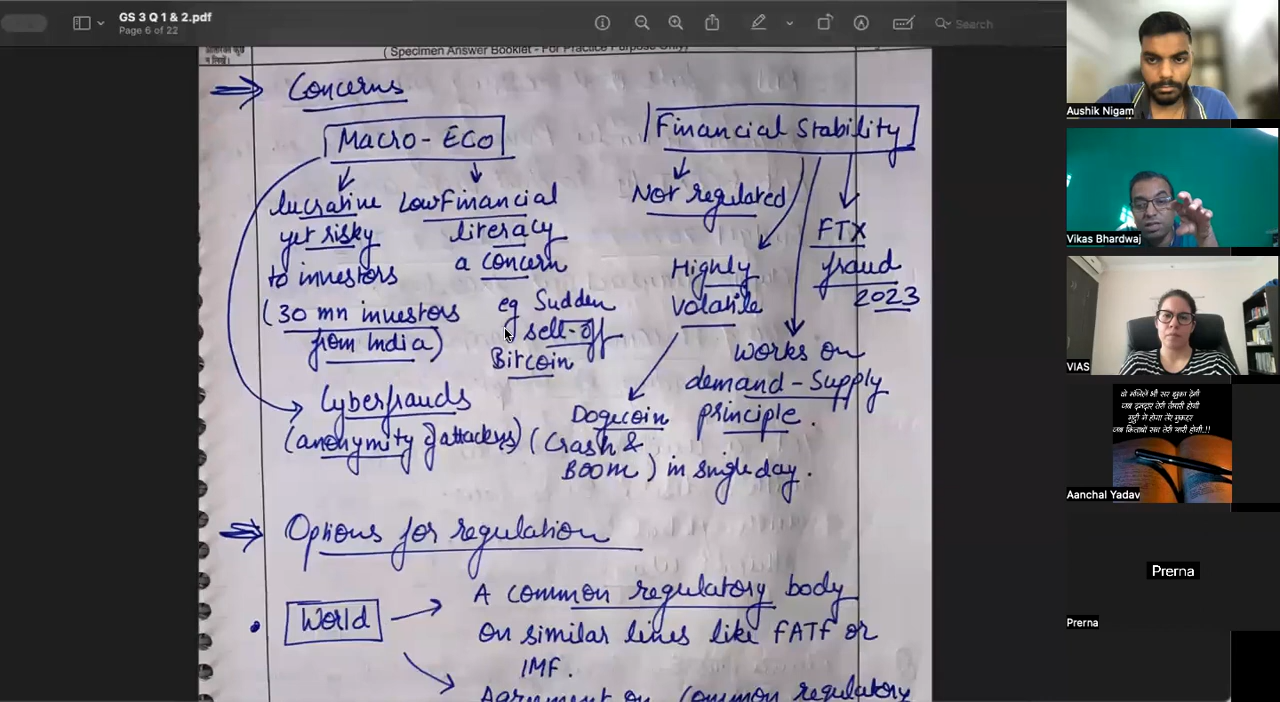 GS 3 Q 1 & 2.pdf
Page 6 of 22
Search
( Specimen Answer Booklet - For Practice Purpose Only)
⇒ Concerns
Macro-Eco
lucrative
yet risky
to investors
(30 mn investors
from India)
Low Financial
literacy
a concern
eg Sudden
sell-off
Bitcoin
Cyberfrauds
(anonymity of attackers)
Financial Stability
Not regulated
Highly
volatile
Dogecoin
(Crash &
BOOM) in single day.
Works on
demand-Supply
principle.
FTX
fraud
2023
⇒ Options for regulation
• World
→ A common regulatory body
on similar lines like FATF or
IMF.
→ Agreement on Common regulatory
Aushik Nigam
Vikas Bhardwaj
VIAS
Aanchal Yadav
Prerna
Prerna